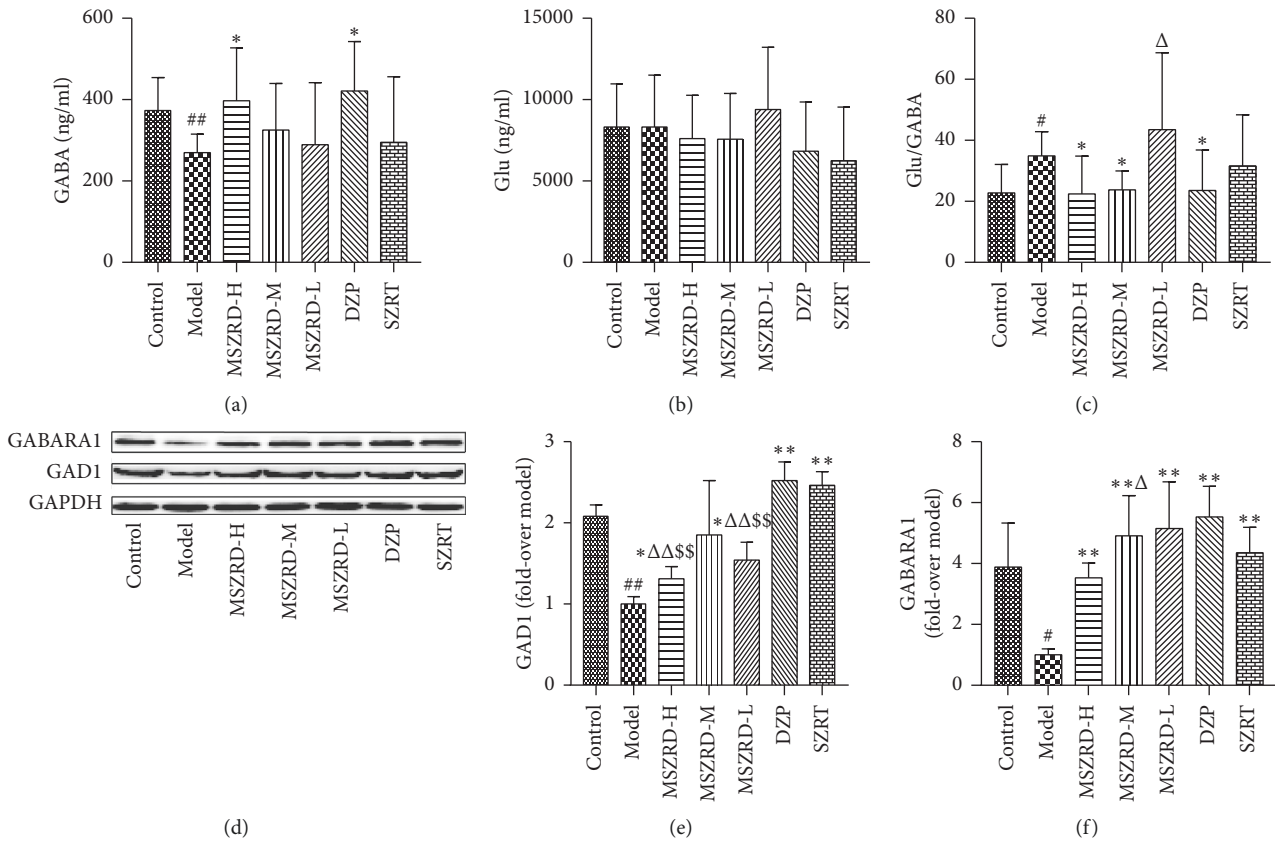 600
400
200
0
GABA (ng/ml)
##
*
*
Control
Model
MSZRD-H
MSZRD-M
MSZRD-L
DZP
SZRT
(a)
15000
10000
5000
0
Glu (ng/ml)
Control
Model
MSZRD-H
MSZRD-M
MSZRD-L
DZP
SZRT
(b)
80
60
40
20
0
Glu/GABA
#
*
*
Δ
*
Control
Model
MSZRD-H
MSZRD-M
MSZRD-L
DZP
SZRT
(c)
GABARA1
GAD1
GAPDH
Control
Model
MSZRD-H
MSZRD-M
MSZRD-L
DZP
SZRT
(d)
3
2
1
0
GAD1 (fold-over model)
##
*ΔΔ$$
*ΔΔ$$
**
**
Control
Model
MSZRD-H
MSZRD-M
MSZRD-L
DZP
SZRT
(e)
8
6
4
2
0
GABARA1
(fold-over model)
#
**
**Δ
**
**
**
Control
Model
MSZRD-H
MSZRD-M
MSZRD-L
DZP
SZRT
(f)